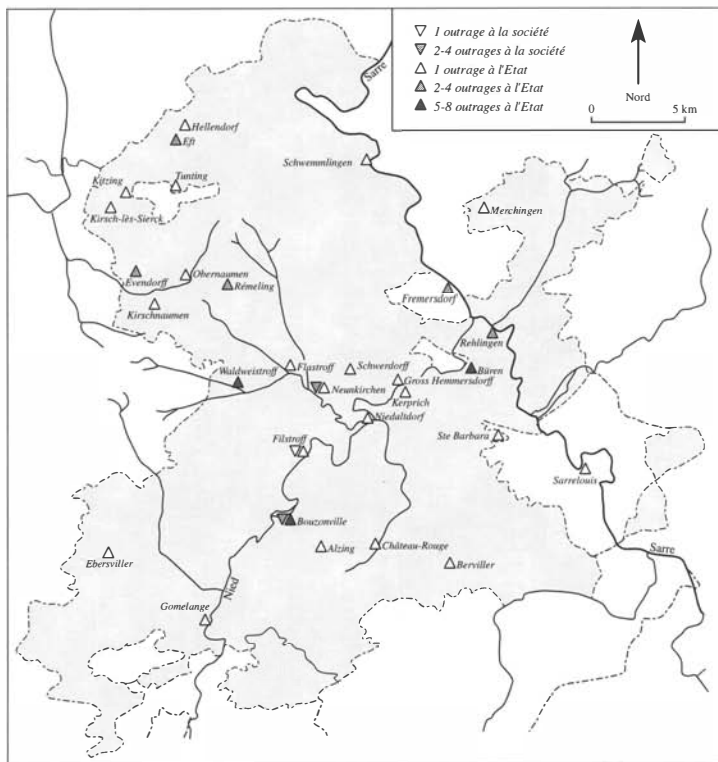 1 outrage à la société
2-4 outrages à la société
1 outrage à l'Etat
2-4 outrages à l'Etat
5-8 outrages à l'Etat
Nord
0 5 km
Sarre
Hellendorf
Eft
Schwemmlingen
Tunting
Kitzing
Kirsch-lès-Sierck
Merchingen
Evendorff
Obernaumen
Rémeling
Fremersdorf
Kirschnaumen
Rehlingen
Flastroff
Schwerdorff
Waldweistroff
Büren
Gross Hemmersdorff
Neunkirchen
Kerprich
Niedaltdorf
Ste Barbara
Filstroff
Sarrelouis
Bouzonville
Alzing
Château-Rouge
Sarre
Ebersviller
Berviller
Nied
Gomelange